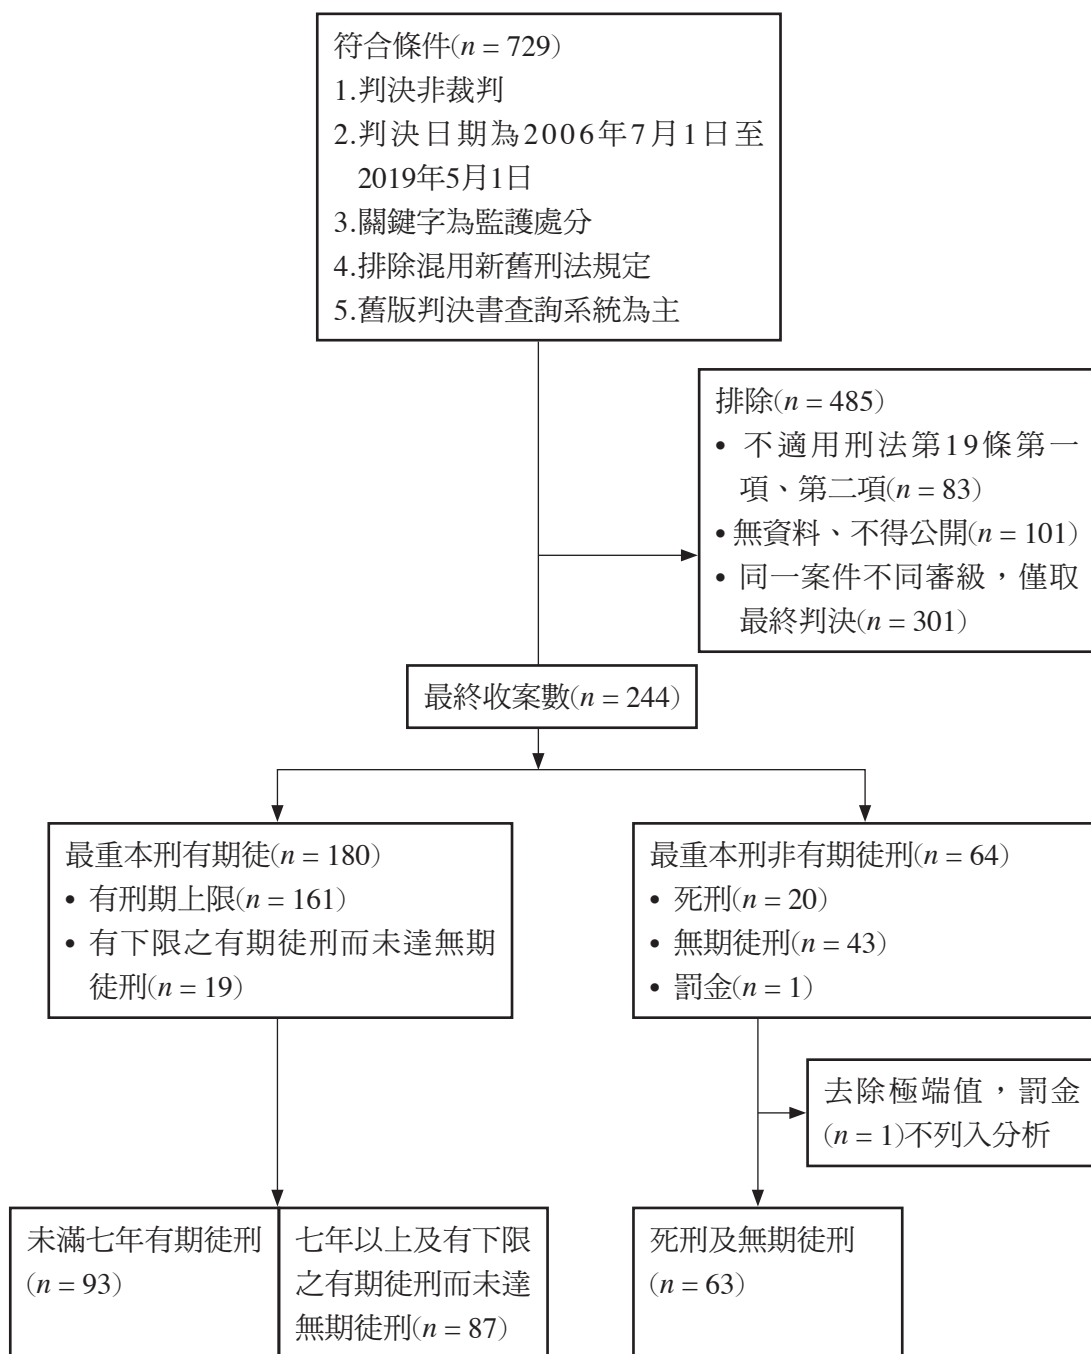 符合條件(n = 729)
1.判決非裁判
2.判決日期為2006年7月1日至
2019年5月1日
3.關鍵字為監護處分
4.排除混用新舊刑法規定
5.舊版判決書查詢系統為主
排除(n = 485)
• 不適用刑法第19條第一
項、第二項(n = 83)
• 無資料、不得公開(n = 101)
• 同一案件不同審級，僅取
最終判決(n = 301)
最終收案數(n = 244)
最重本刑有期徒(n = 180)
• 有刑期上限(n = 161)
• 有下限之有期徒刑而未達無期
徒刑(n = 19)
最重本刑非有期徒刑(n = 64)
• 死刑(n = 20)
• 無期徒刑(n = 43)
• 罰金(n = 1)
去除極端值，罰金
(n = 1)不列入分析
未滿七年有期徒刑
(n = 93)
七年以上及有下限
之有期徒刑而未達
無期徒刑(n = 87)
死刑及無期徒刑
(n = 63)